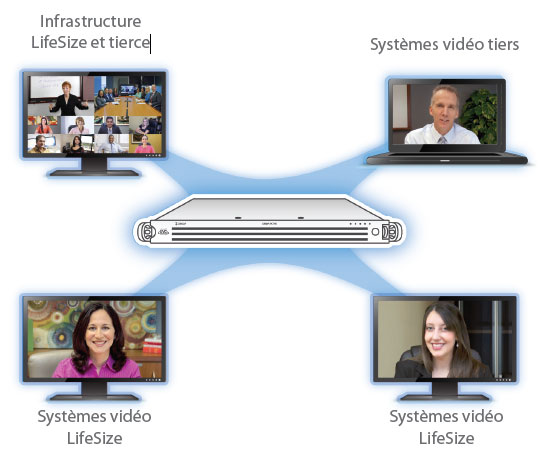 Infrastructure
LifeSize et tierce
Systèmes vidéo tiers
Systèmes vidéo
LifeSize
Systèmes vidéo
LifeSize